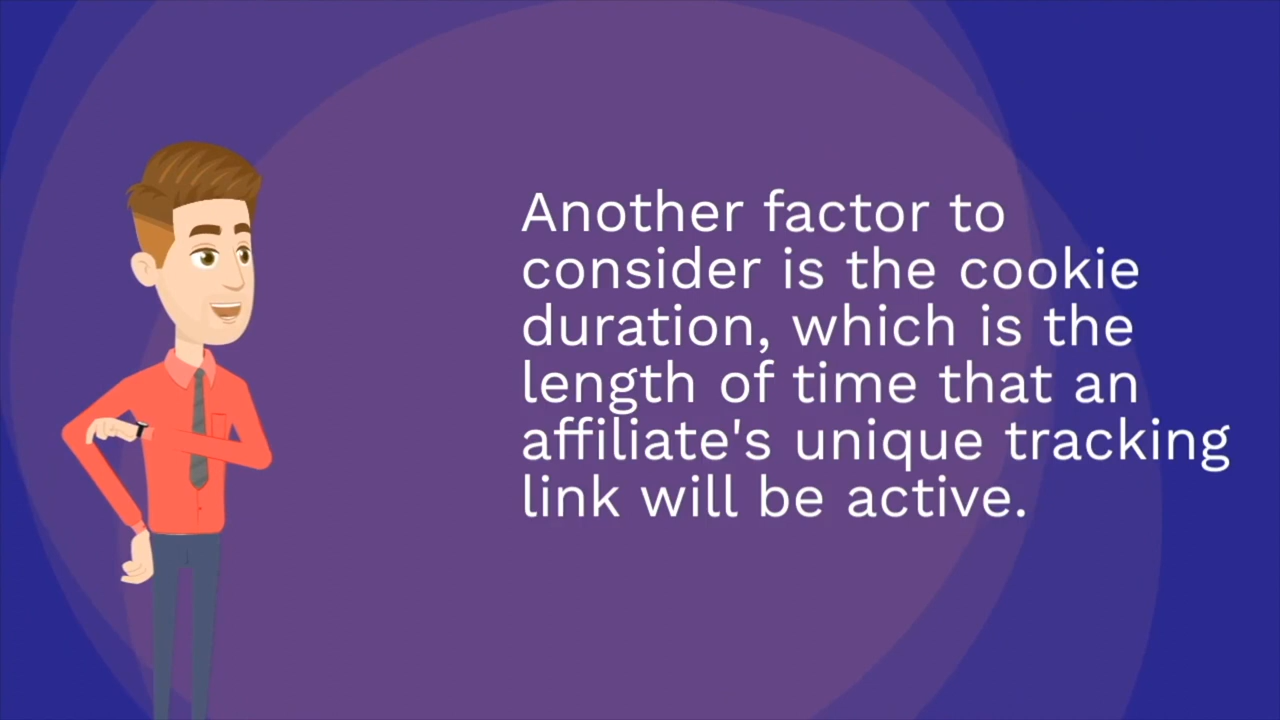 Another factor to
consider is the cookie
duration, which is the
length of time that an
affiliate's unique tracking
link will be active.